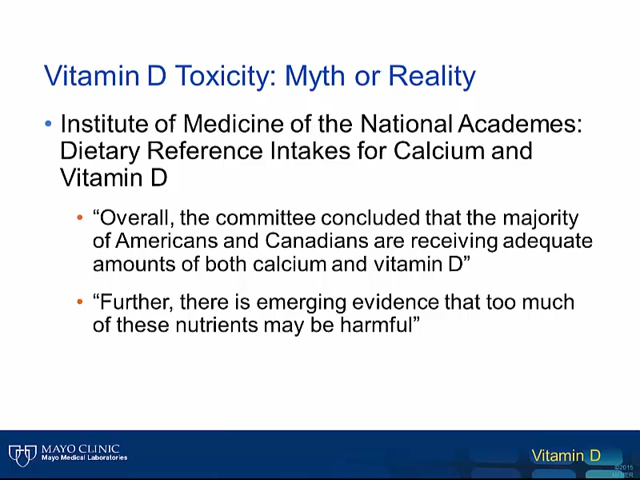 Vitamin D Toxicity: Myth or Reality
• Institute of Medicine of the National Academes:
Dietary Reference Intakes for Calcium and
Vitamin D
• “Overall, the committee concluded that the majority
of Americans and Canadians are receiving adequate
amounts of both calcium and vitamin D”
• “Further, there is emerging evidence that too much
of these nutrients may be harmful”
MAYO CLINIC
Mayo Medical Laboratories
Vitamin D
©2015